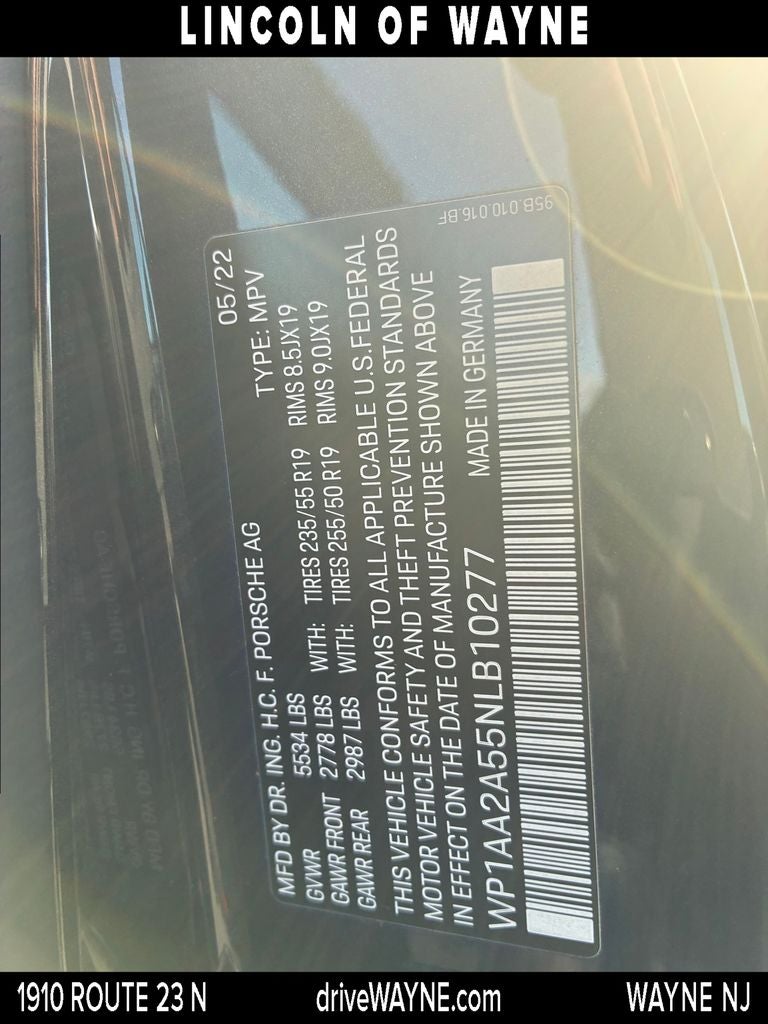 LINCOLN OF WAYNE
MFD BY DR. ING. H.C. F. PORSCHE AG 05/22
GVWR 5534 LBS TYPE: MPV
GAWR FRONT 2778 LBS WITH: TIRES 235/55 R19 RIMS 8.5JX19
GAWR REAR 2987 LBS WITH: TIRES 255/50 R19 RIMS 9.0JX19
THIS VEHICLE CONFORMS TO ALL APPLICABLE U.S.FEDERAL
MOTOR VEHICLE SAFETY AND THEFT PREVENTION STANDARDS
IN EFFECT ON THE DATE OF MANUFACTURE SHOWN ABOVE
WP1AA2A55NLB10277 MADE IN GERMANY
95B.010.016.BF
1910 ROUTE 23 N driveWAYNE.com WAYNE NJ